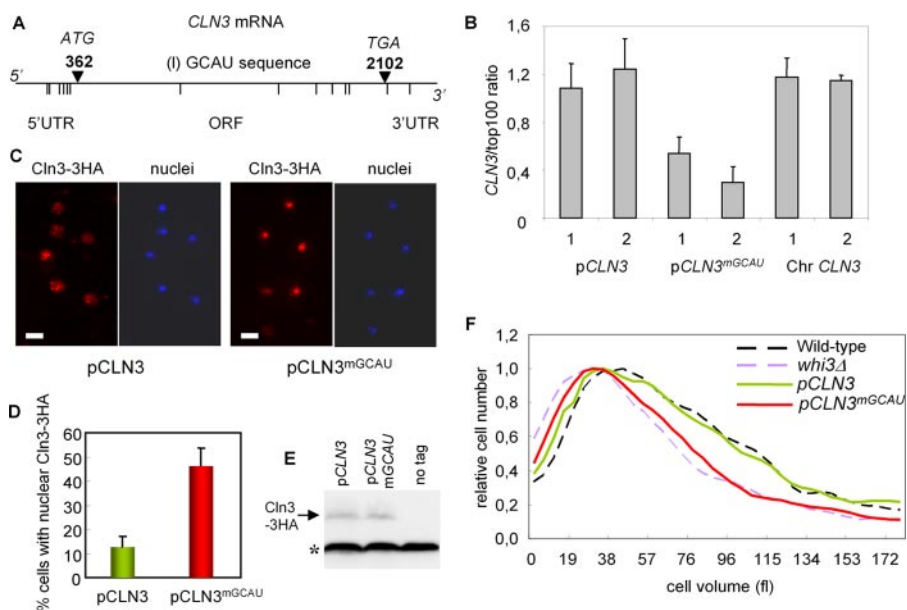 A
CLN3 mRNA
ATG
362
(I) GCAU sequence
TGA
2102
5'
3'
5'UTR
ORF
3'UTR
B
CLN3/top100 ratio
1,6
1,2
0,8
0,4
0
1 2 1 2 1 2
pCLN3 pCLN3mGCAU Chr CLN3
C
Cln3-3HA nuclei Cln3-3HA nuclei
pCLN3 pCLN3mGCAU
D
% cells with nuclear Cln3-3HA
60
50
40
30
20
10
0
pCLN3 pCLN3mGCAU
E
pCLN3
pCLN3
mGCAU
no tag
Cln3
-3HA
*
F
relative cell number
1,2
1,0
0,8
0,6
0,4
0,2
0,0
Wild-type
whi3Δ
pCLN3
pCLN3mGCAU
0 19 38 57 76 96 115 134 153 172
cell volume (fl)